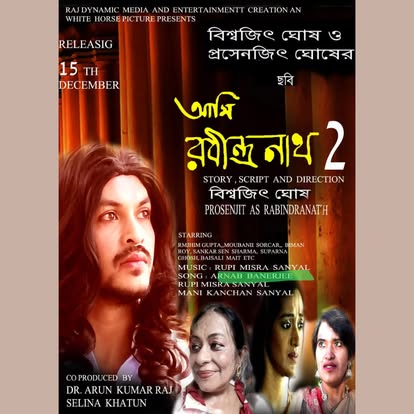 RAJ DYNAMIC MEDIA AND ENTERTAINMENTT CREATION AN
WHITE HORSE PICTURE PRESENTS
RELEASIG
15 TH
DECEMBER
বিশ্বজিৎ ঘোষ ও
প্রসেনজিৎ ঘোষের
ছবি
আমি
রবীন্দ্র নাথ 2
STORY, SCRIPT AND DIRECTION
বিশ্বজিৎ ঘোষ
PROSENJIT AS RABINDRANATH
STARRING
RMJHIM GUPTA, MOUBANII SORCAR, BIMAN
ROY, SANKAR SEN SHARMA, SUPARNA
GHOSH, BAISALI MAIT ETC
MUSIC: RUPI MISRA SANYAL
SONG: ARNAB BANERJEE
RUPI MISRA SANYAL
MANI KANCHAN SANYAL
CO PRODUCED BY
DR. ARUN KUMAR RAJ
SELINA KHATUN